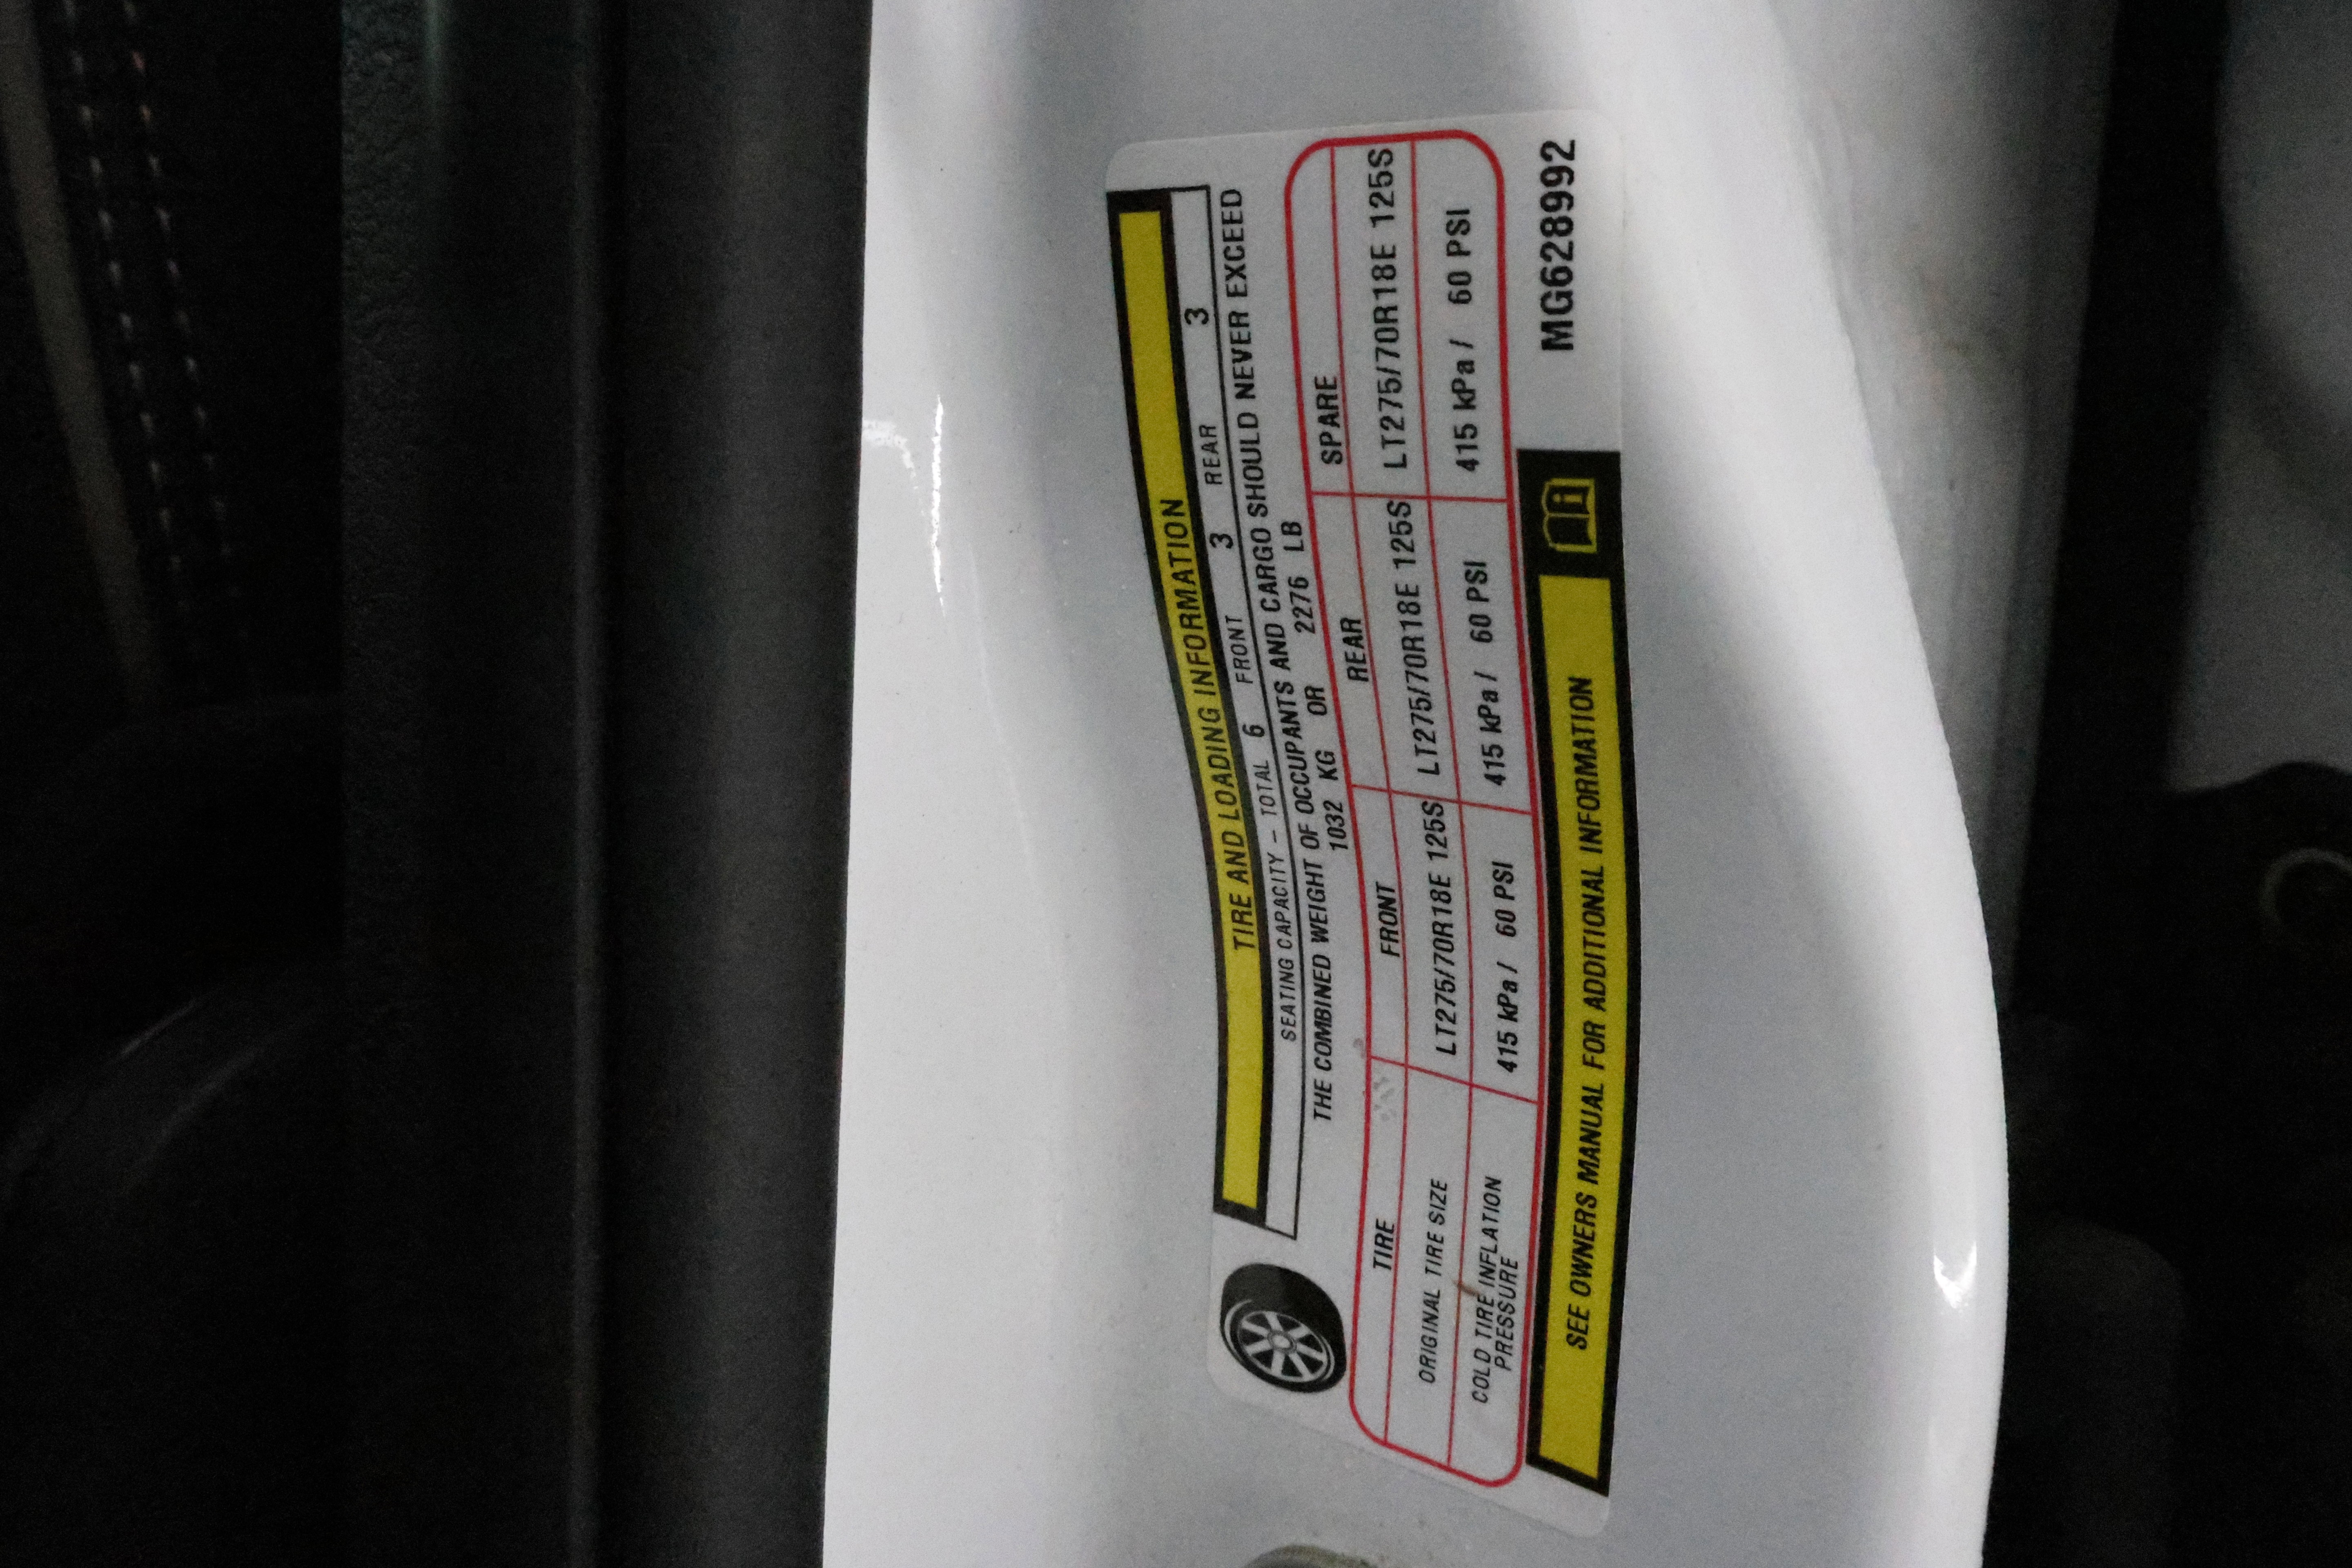 TIRE AND LOADING INFORMATION
SEATING CAPACITY - TOTAL 6 FRONT 3 REAR 3
THE COMBINED WEIGHT OF OCCUPANTS AND CARGO SHOULD NEVER EXCEED
1032 KG OR 2276 LB
TIRE FRONT REAR SPARE
ORIGINAL TIRE SIZE LT275/70R18E 125S LT275/70R18E 125S LT275/70R18E 125S
COLD TIRE INFLATION
PRESSURE 415 kPa / 60 PSI 415 kPa / 60 PSI 415 kPa / 60 PSI
SEE OWNERS MANUAL FOR ADDITIONAL INFORMATION
MG628992